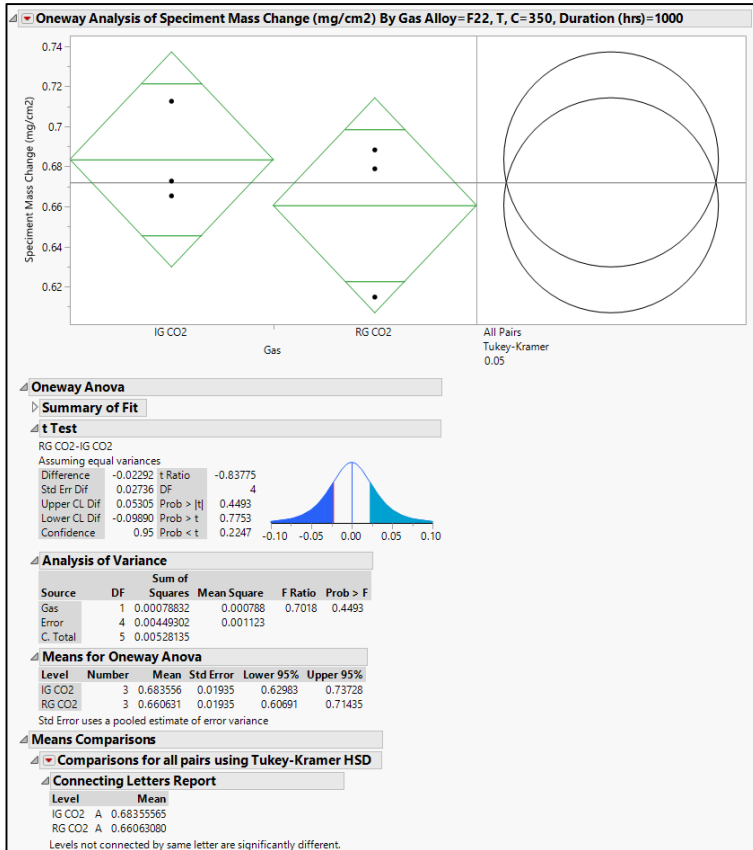 Oneway Analysis of Speciment Mass Change (mg/cm2) By Gas Alloy=F22, T, C=350, Duration (hrs)=1000
Speciment Mass Change (mg/cm2)
0.74
0.72
0.7
0.68
0.66
0.64
0.62
IG CO2 RG CO2
Gas
All Pairs
Tukey-Kramer
0.05
Oneway Anova
Summary of Fit
t Test
RG CO2-IG CO2
Assuming equal variances
Difference -0.02292 t Ratio -0.83775
Std Err Dif 0.02736 DF 4
Upper CL Dif 0.05305 Prob > |t| 0.4493
Lower CL Dif -0.09890 Prob > t 0.7753
Confidence 0.95 Prob < t 0.2247
-0.10 -0.05 0.00 0.05 0.10
Analysis of Variance
Source DF Sum of Squares Mean Square F Ratio Prob > F
Gas 1 0.00078832 0.000788 0.7018 0.4493
Error 4 0.00449302 0.001123
C. Total 5 0.00528135
Means for Oneway Anova
Level Number Mean Std Error Lower 95% Upper 95%
IG CO2 3 0.683556 0.01935 0.62983 0.73728
RG CO2 3 0.660631 0.01935 0.60691 0.71435
Std Error uses a pooled estimate of error variance
Means Comparisons
Comparisons for all pairs using Tukey-Kramer HSD
Connecting Letters Report
Level Mean
IG CO2 A 0.68355565
RG CO2 A 0.66063080
Levels not connected by same letter are significantly different.